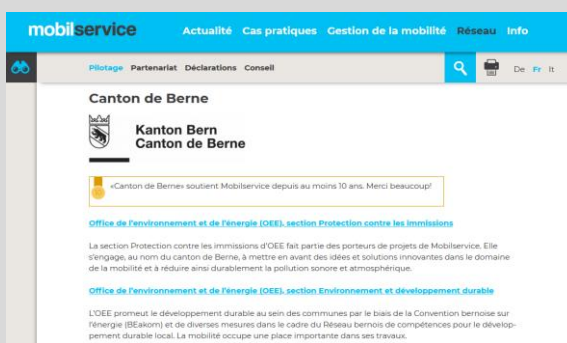 mobilservice Actualité Cas pratiques Gestion de la mobilité Réseau Info
Pilotage Partenariat Déclarations Conseil De Fr It
Canton de Berne
Kanton Bern
Canton de Berne
«Canton de Berne» soutient Mobilservice depuis au moins 10 ans. Merci beaucoup!
Office de l'environnement et de l'énergie (OEE), section Protection contre les immissions
La section Protection contre les immissions d'OEE fait partie des porteurs de projets de Mobilservice. Elle
s'engage, au nom du canton de Berne, à mettre en avant des idées et solutions innovantes dans le domaine
de la mobilité et à réduire ainsi durablement la pollution sonore et atmosphérique.
Office de l'environnement et de l'énergie (OEE), section Environnement et développement durable
L'OEE promeut le développement durable au sein des communes par le biais de la Convention bernoise sur
l'énergie (BEakom) et de diverses mesures dans le cadre du Réseau bernois de compétences pour le dévelop-
pement durable local. La mobilité occupe une place importante dans ses travaux.